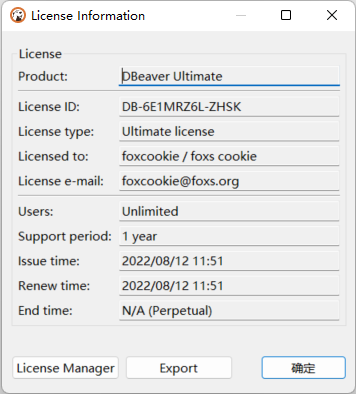 License Information
License
Product: DBeaver Ultimate
License ID: DB-6E1MRZ6L-ZHSK
License type: Ultimate license
Licensed to: foxcookie / foxs cookie
License e-mail: foxcookie@foxs.org
Users: Unlimited
Support period: 1 year
Issue time: 2022/08/12 11:51
Renew time: 2022/08/12 11:51
End time: N/A (Perpetual)
License Manager Export 确定